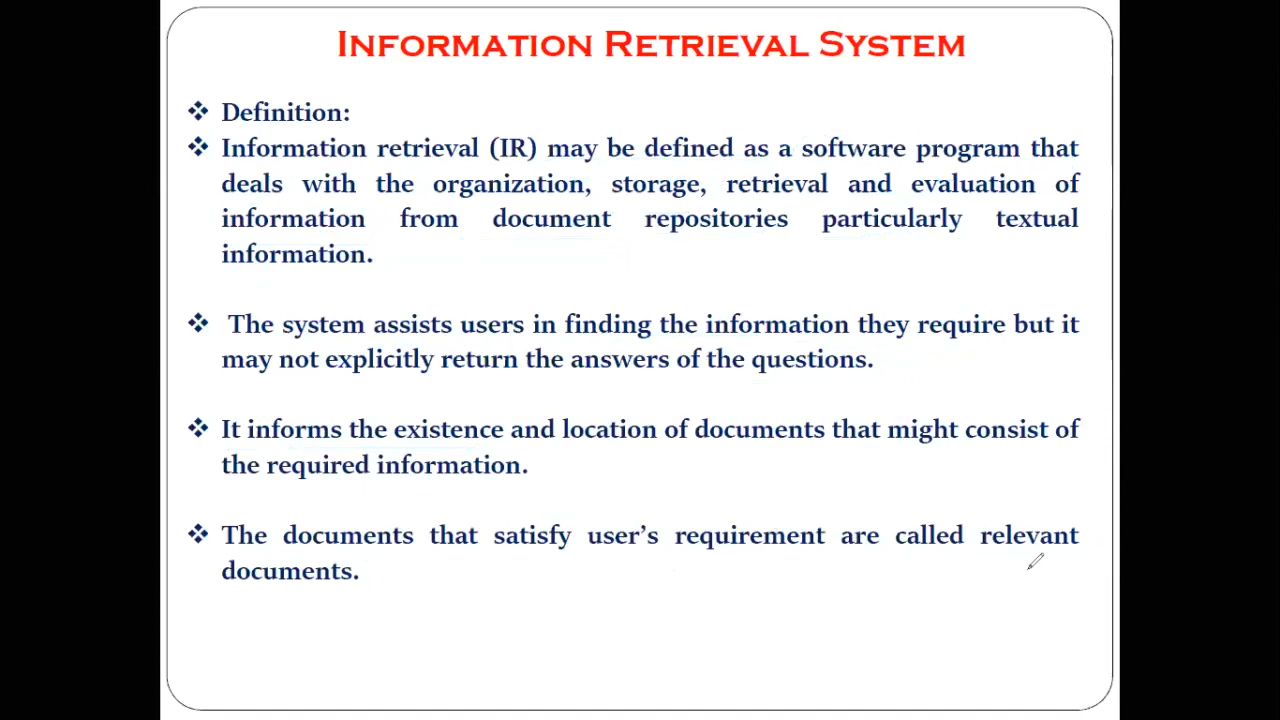 INFORMATION RETRIEVAL SYSTEM
❖ Definition:
❖ Information retrieval (IR) may be defined as a software program that
deals with the organization, storage, retrieval and evaluation of
information from document repositories particularly textual
information.
❖ The system assists users in finding the information they require but it
may not explicitly return the answers of the questions.
❖ It informs the existence and location of documents that might consist of
the required information.
❖ The documents that satisfy user’s requirement are called relevant
documents.